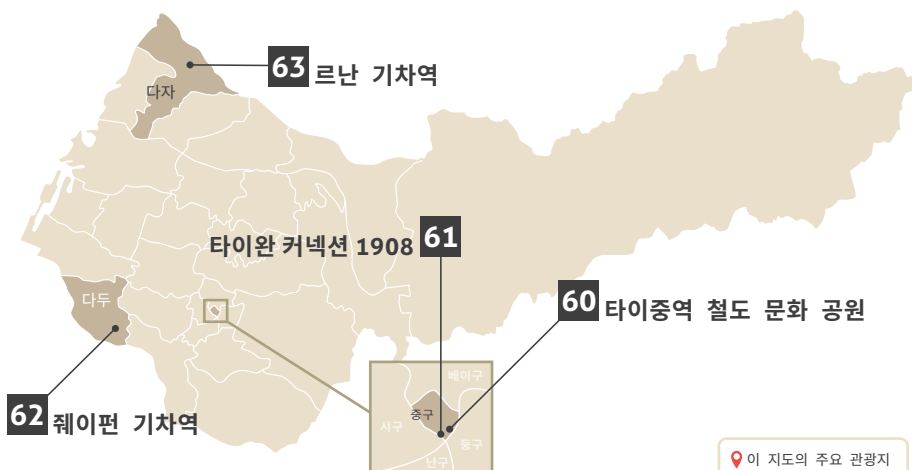 63 르난 기차역
다자
타이완 커넥션 1908 61
다두
60 타이중역 철도 문화 공원
베이구
중구
시구
둥구
62 쮀이펀 기차역
난구
이 지도의 주요 관광지